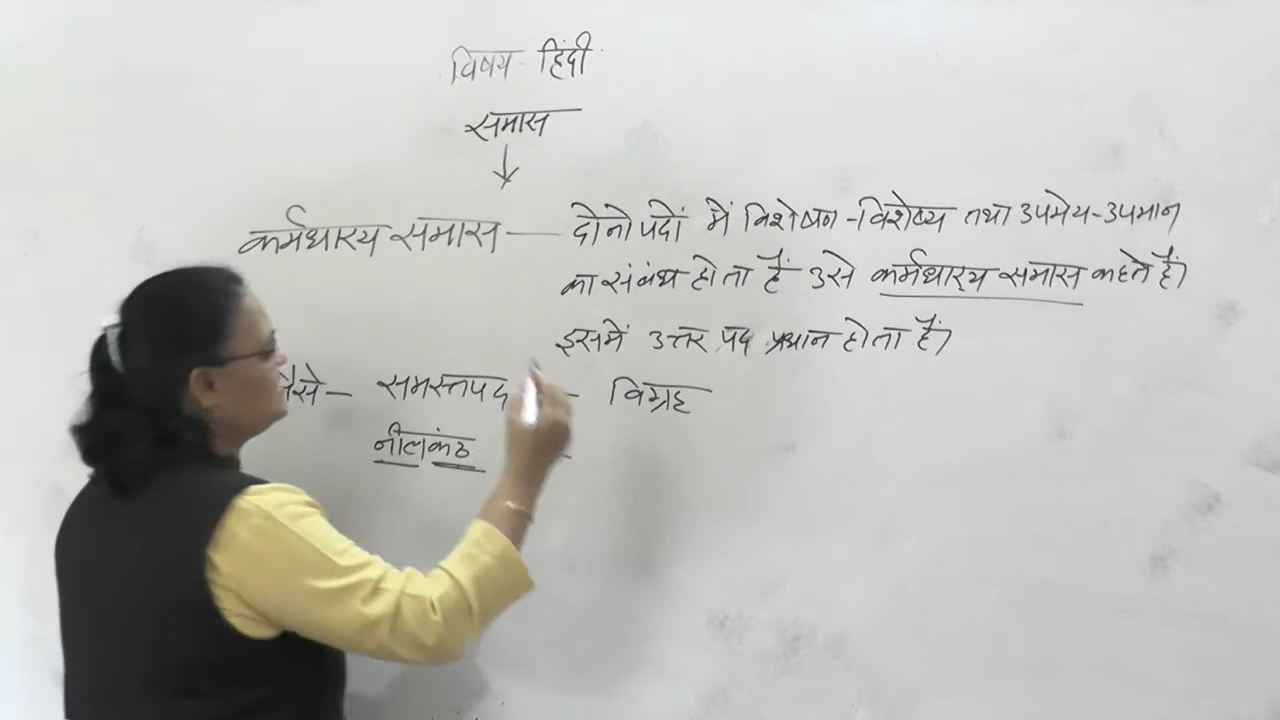 विषय - हिंदी
समास
↓
कर्मधारय समास — दोनो पदों में विशेषण - विशेष्य तथा उपमेय - उपमान
का संबंध होता हैं उसे कर्मधारय समास कहते हैं।
इसमें उत्तर पद प्रधान होता हैं।
जैसे — समस्तपद - विग्रह
नीलकंठ -